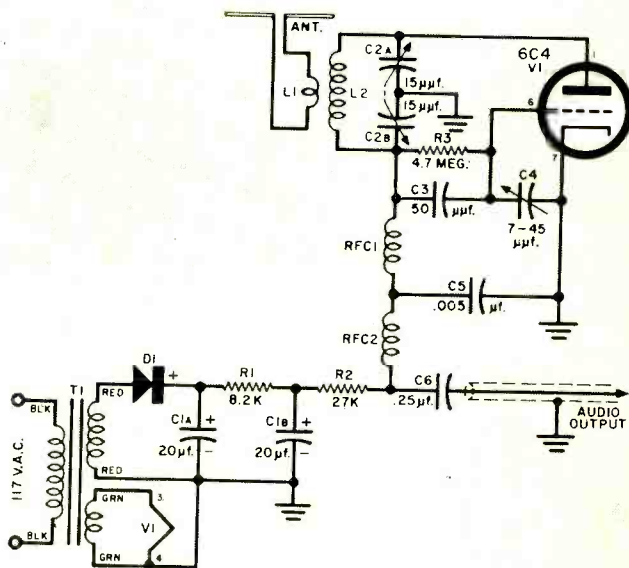 ANT.
C2A
15µµf.
15µµf.
C2B
L1
L2
6C4
V1
1
6
7
R3
4.7 MEG.
C3
50 µµf.
C4
7-45
µµf.
RFC1
C5
.005 µf.
RFC2
D1
+
R1
8.2K
R2
27K
C6
.25µf.
AUDIO
OUTPUT
T1
BLK
BLK
117 V.A.C.
RED
RED
C1A
+
20µf.
-
C1B
+
20µf.
-
GRN
GRN
3
V1
4